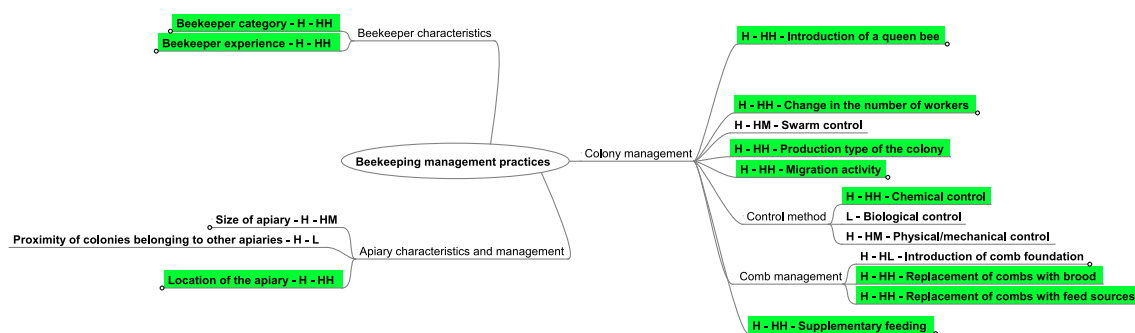 Beekeeper category - H - HH
Beekeeper experience - H - HH
Beekeeper characteristics
Beekeeping management practices
Size of apiary - H - HM
Proximity of colonies belonging to other apiaries - H - L
Apiary characteristics and management
Location of the apiary - H - HH
H - HH - Introduction of a queen bee
H - HH - Change in the number of workers
H - HM - Swarm control
Colony management
H - HH - Production type of the colony
H - HH - Migration activity
H - HH - Chemical control
Control method
L - Biological control
H - HM - Physical/mechanical control
H - HL - Introduction of comb foundation
Comb management
H - HH - Replacement of combs with brood
H - HH - Replacement of combs with feed sources
H - HH - Supplementary feeding